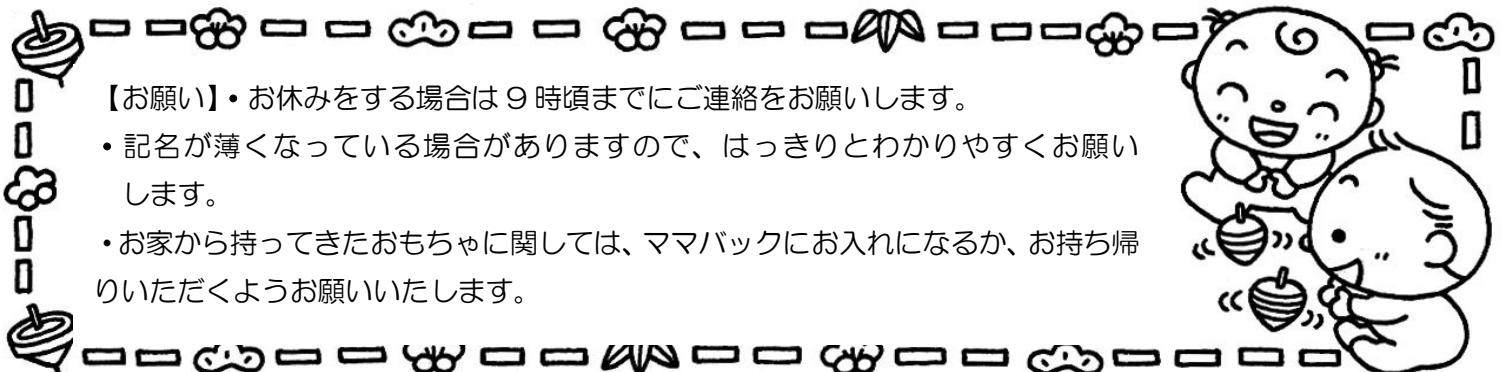 【お願い】・お休みをする場合は9時頃までにご連絡をお願いします。
・記名が薄くなっている場合がありますので、はっきりとわかりやすくお願い
します。
・お家から持ってきたおもちゃに関しては、ママバックにお入れになるか、お持ち帰
りいただくようお願いいたします。